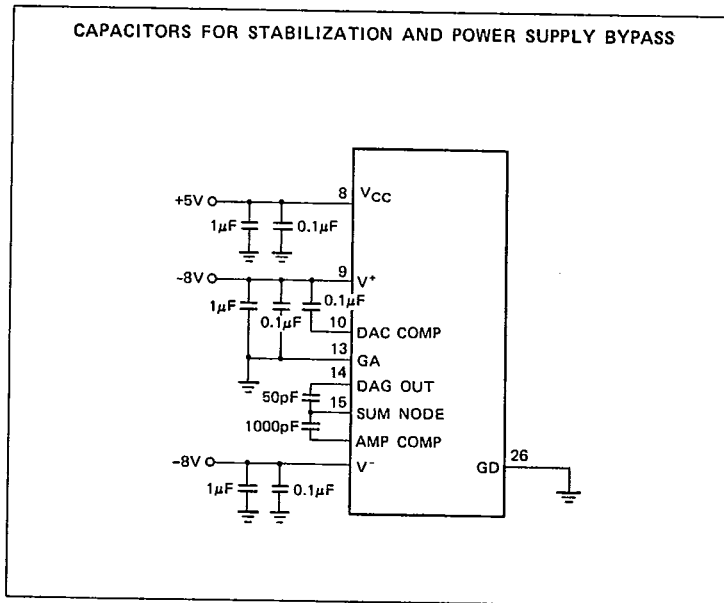 CAPACITORS FOR STABILIZATION AND POWER SUPPLY BYPASS
+5V
8
VCC
1μF
0.1μF
-8V
9
V+
1μF
0.1μF
0.1μF
10
DAC COMP
13
GA
14
DAG OUT
50pF
15
SUM NODE
1000pF
AMP COMP
-8V
V-
1μF
0.1μF
GD
26